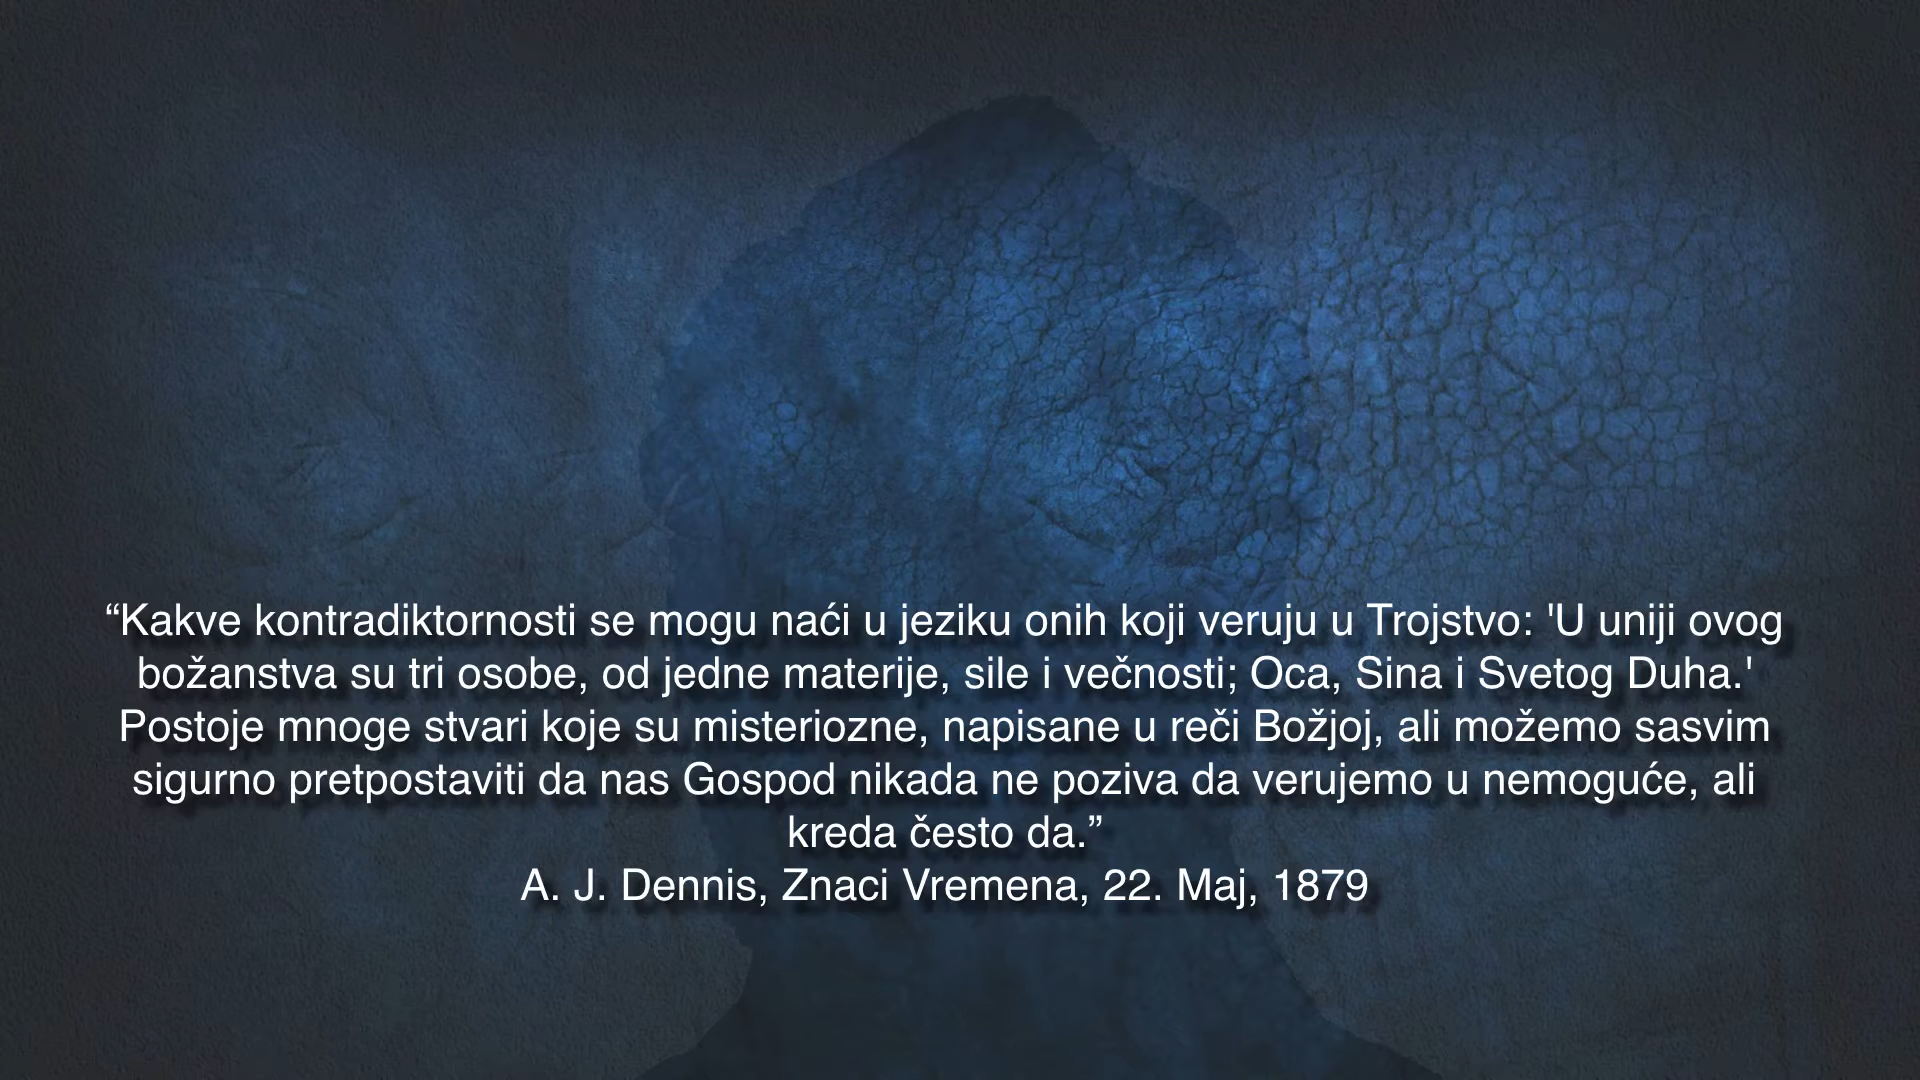 “Kakve kontradiktornosti se mogu naći u jeziku onih koji veruju u Trojstvo: 'U uniji ovog
božanstva su tri osobe, od jedne materije, sile i večnosti; Oca, Sina i Svetog Duha.'
Postoje mnoge stvari koje su misteriozne, napisane u reči Božjoj, ali možemo sasvim
sigurno pretpostaviti da nas Gospod nikada ne poziva da verujemo u nemoguće, ali
kreda često da.”
A. J. Dennis, Znaci Vremena, 22. Maj, 1879